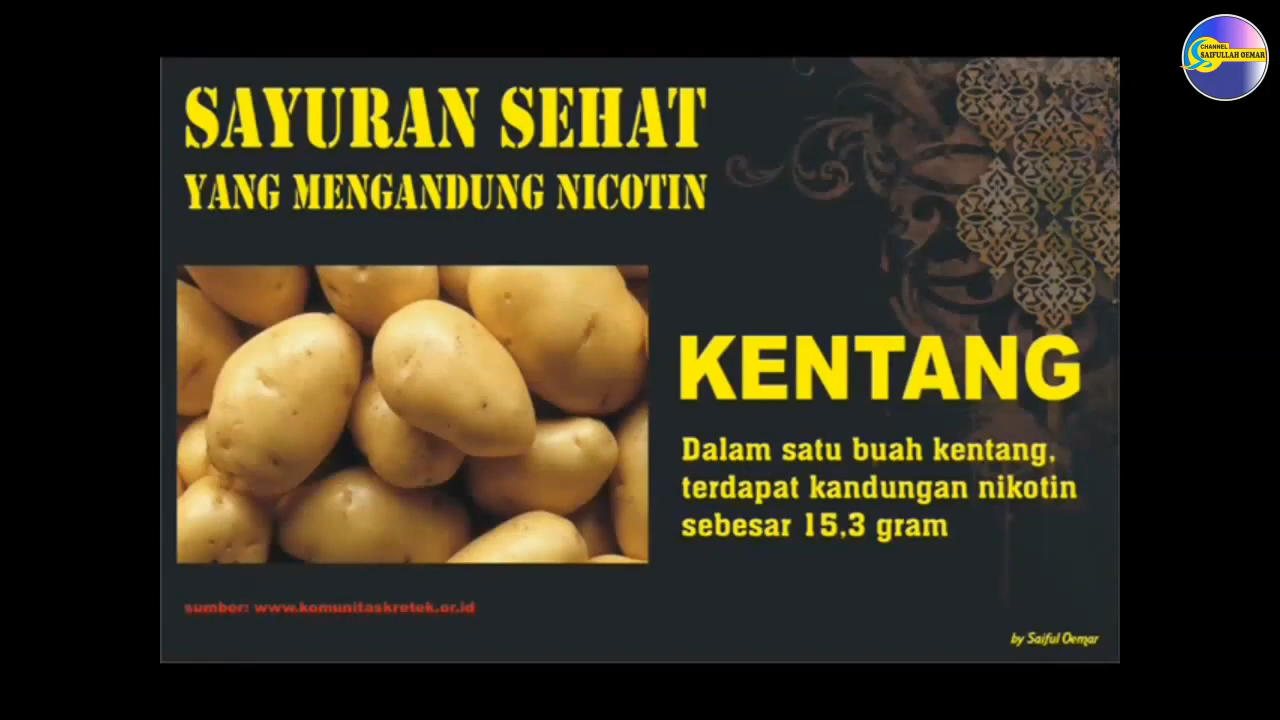 CHANNEL
SAIFULLAH OEMAR
SAYURAN SEHAT
YANG MENGANDUNG NICOTIN
KENTANG
Dalam satu buah kentang,
terdapat kandungan nikotin
sebesar 15,3 gram
sumber: www.komunitaskretek.or.id
by Saiful Oemar